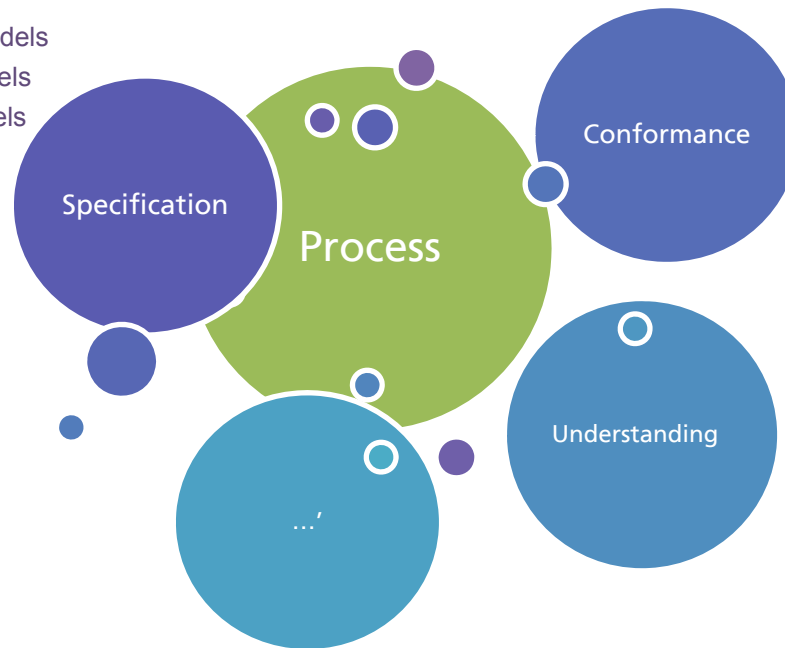 dels
els
els
Conformance
Specification
Process
Understanding
...’